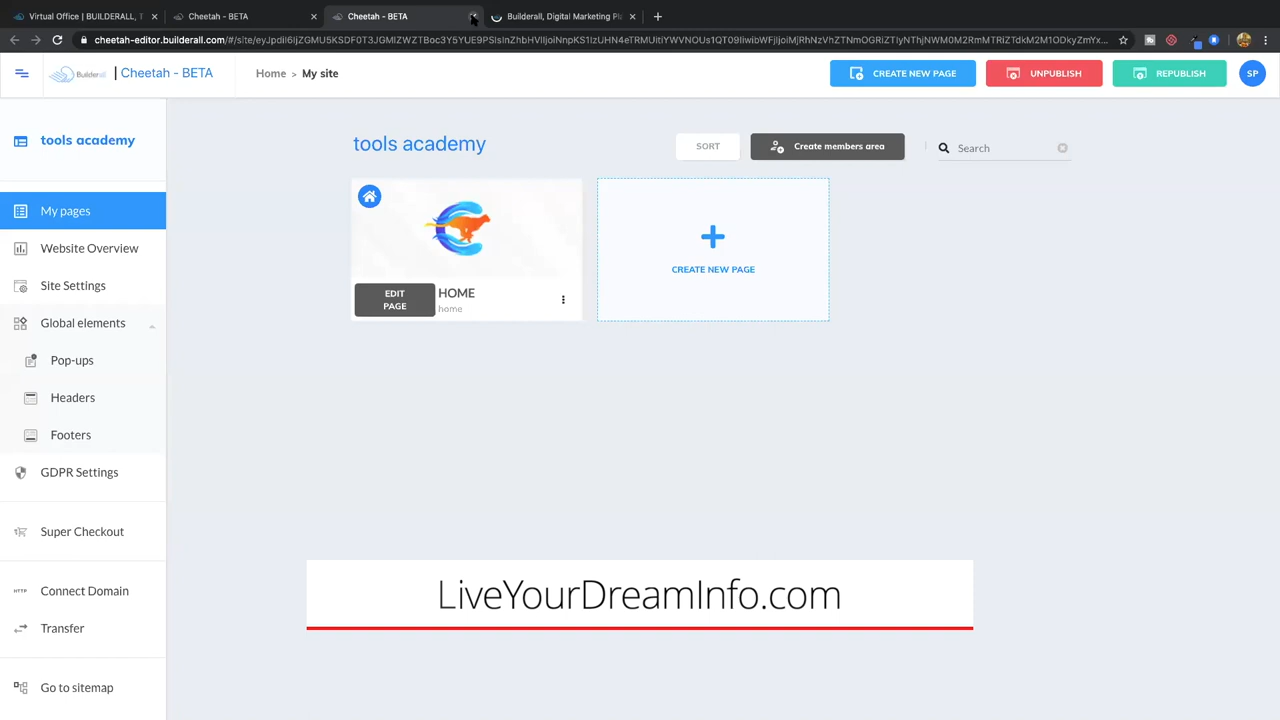 Virtual Office | BUILDERALL, T
Cheetah - BETA
Cheetah - BETA
Builderall, Digital Marketing Pl
Builderall
| Cheetah - BETA
Home > My site
CREATE NEW PAGE
UNPUBLISH
REPUBLISH
SP
tools academy
My pages
Website Overview
Site Settings
Global elements
Pop-ups
Headers
Footers
GDPR Settings
Super Checkout
HTTP Connect Domain
Transfer
Go to sitemap
tools academy
SORT
Create members area
Search
EDIT PAGE
HOME
home
CREATE NEW PAGE
LiveYourDreamInfo.com